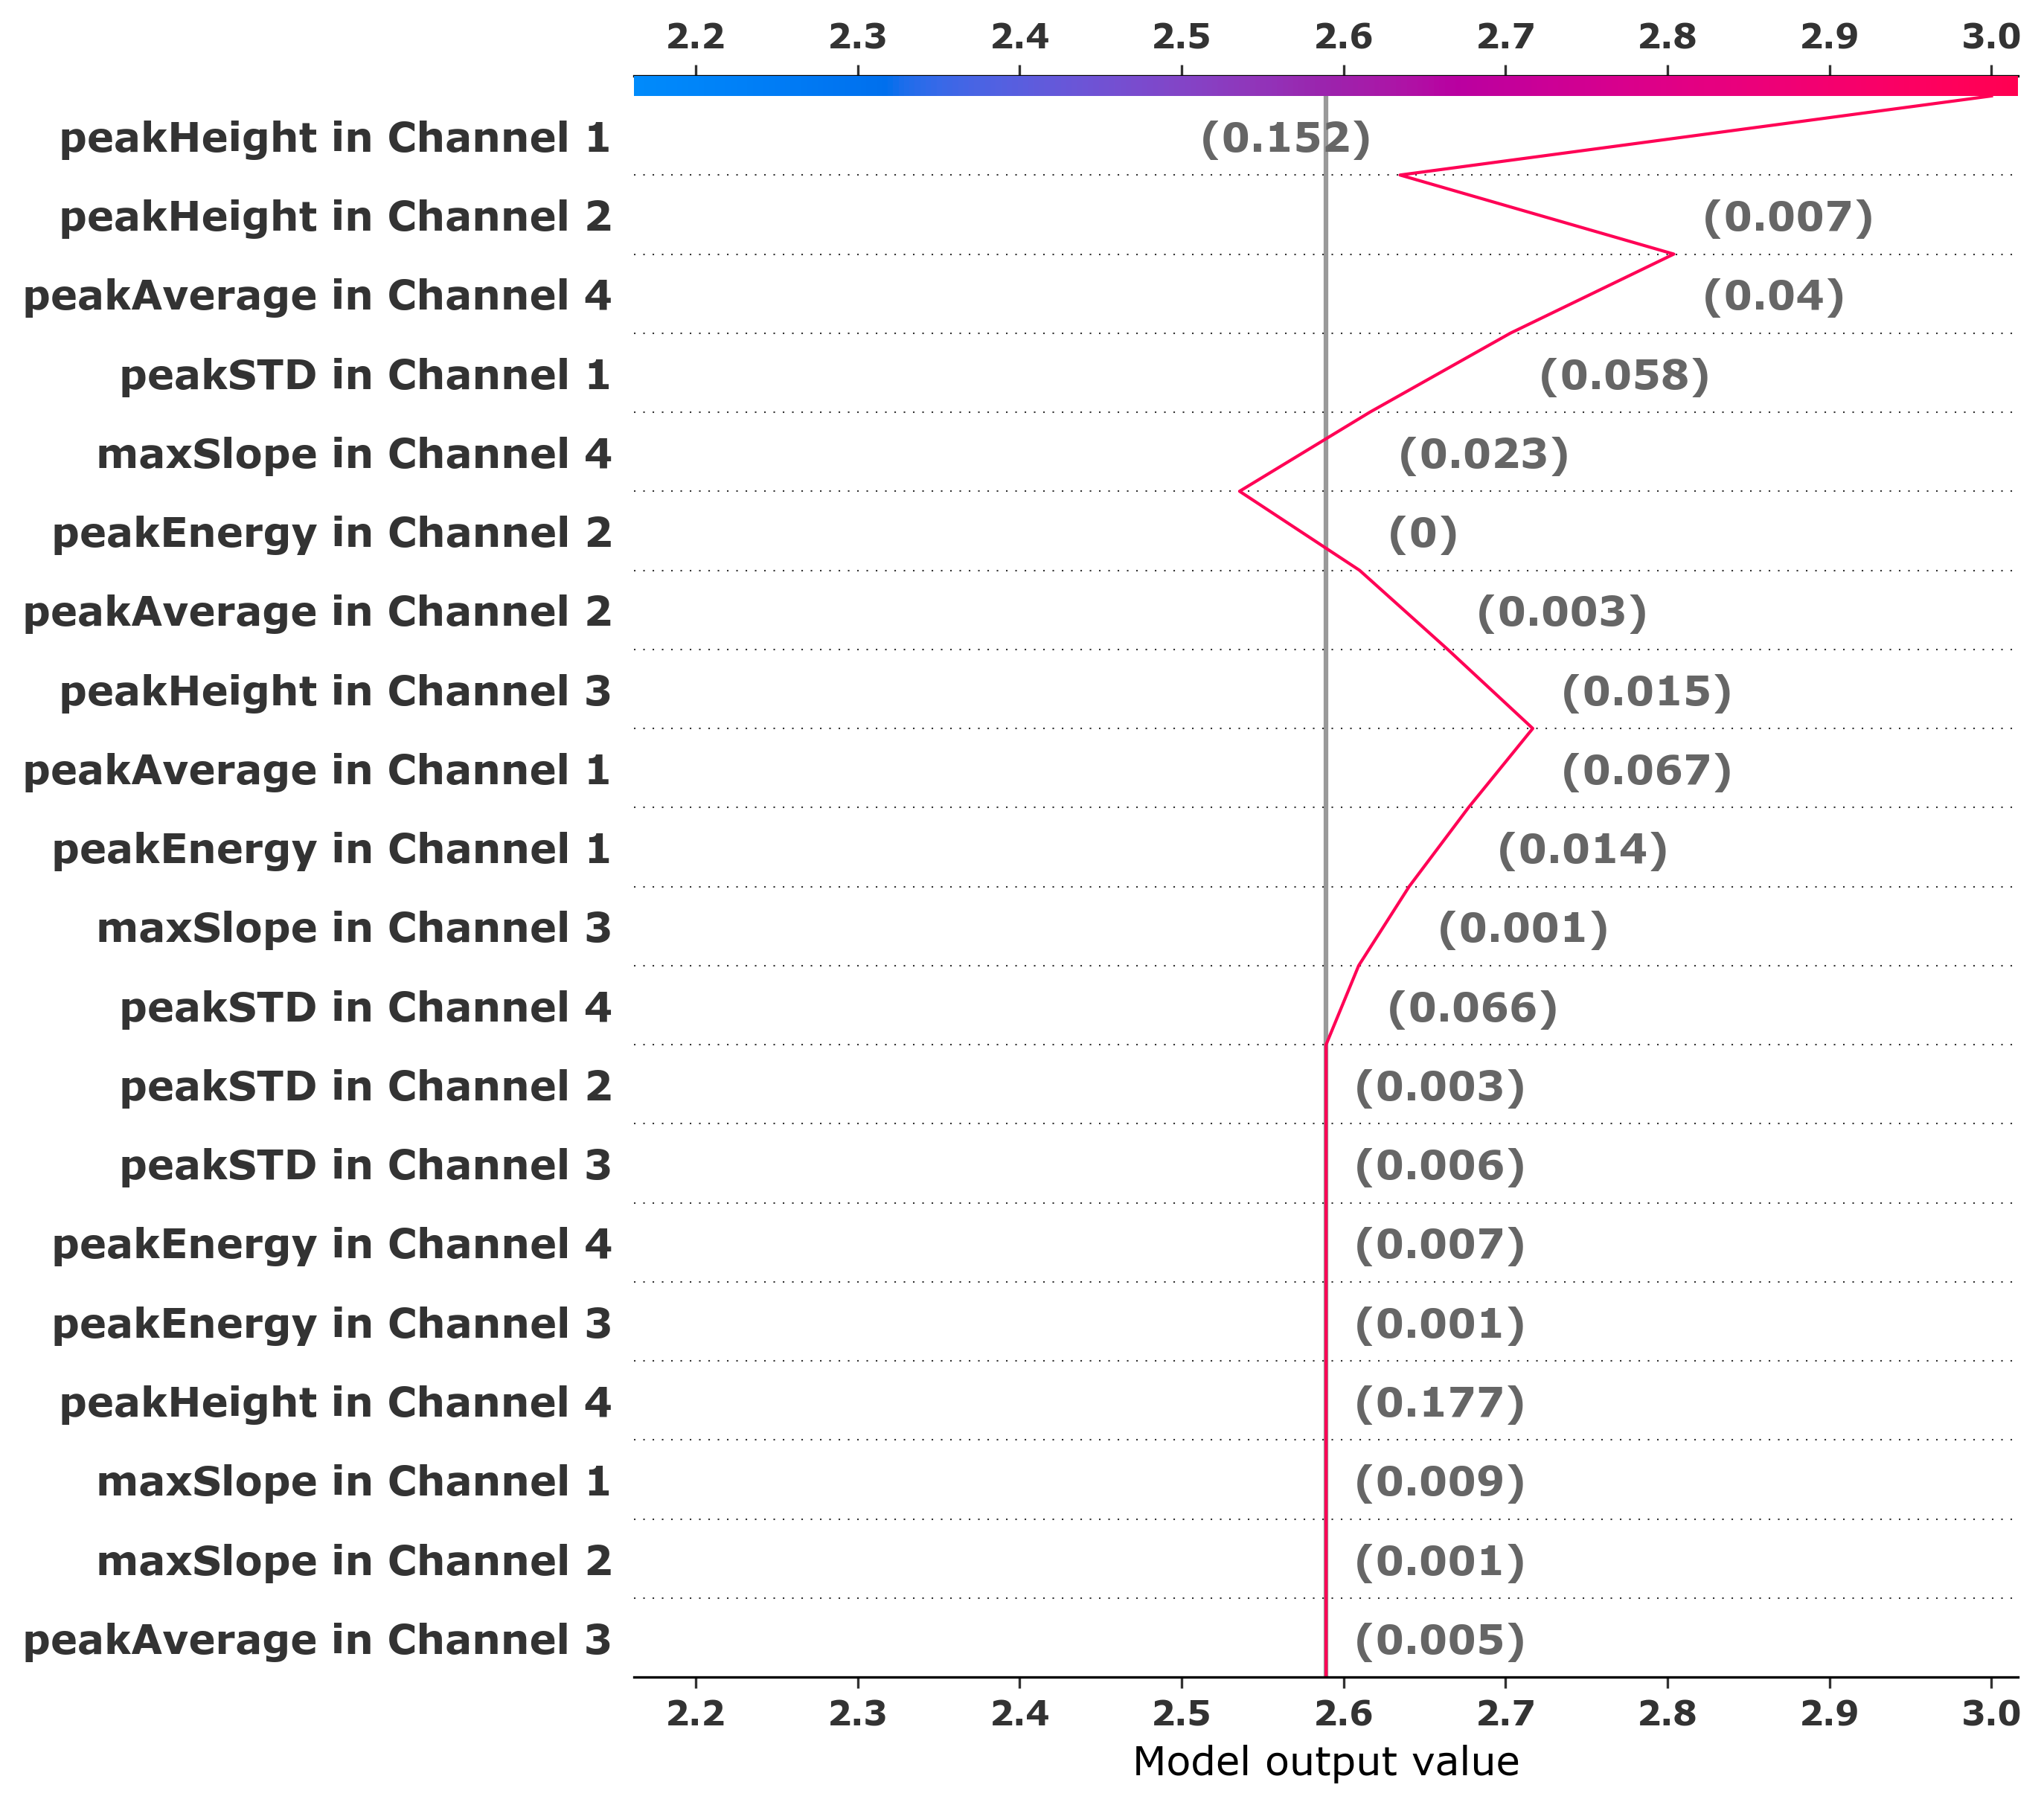 2.2 2.3 2.4 2.5 2.6 2.7 2.8 2.9 3.0
peakHeight in Channel 1 (0.152)
peakHeight in Channel 2 (0.007)
peakAverage in Channel 4 (0.04)
peakSTD in Channel 1 (0.058)
maxSlope in Channel 4 (0.023)
peakEnergy in Channel 2 (0)
peakAverage in Channel 2 (0.003)
peakHeight in Channel 3 (0.015)
peakAverage in Channel 1 (0.067)
peakEnergy in Channel 1 (0.014)
maxSlope in Channel 3 (0.001)
peakSTD in Channel 4 (0.066)
peakSTD in Channel 2 (0.003)
peakSTD in Channel 3 (0.006)
peakEnergy in Channel 4 (0.007)
peakEnergy in Channel 3 (0.001)
peakHeight in Channel 4 (0.177)
maxSlope in Channel 1 (0.009)
maxSlope in Channel 2 (0.001)
peakAverage in Channel 3 (0.005)
2.2 2.3 2.4 2.5 2.6 2.7 2.8 2.9 3.0
Model output value